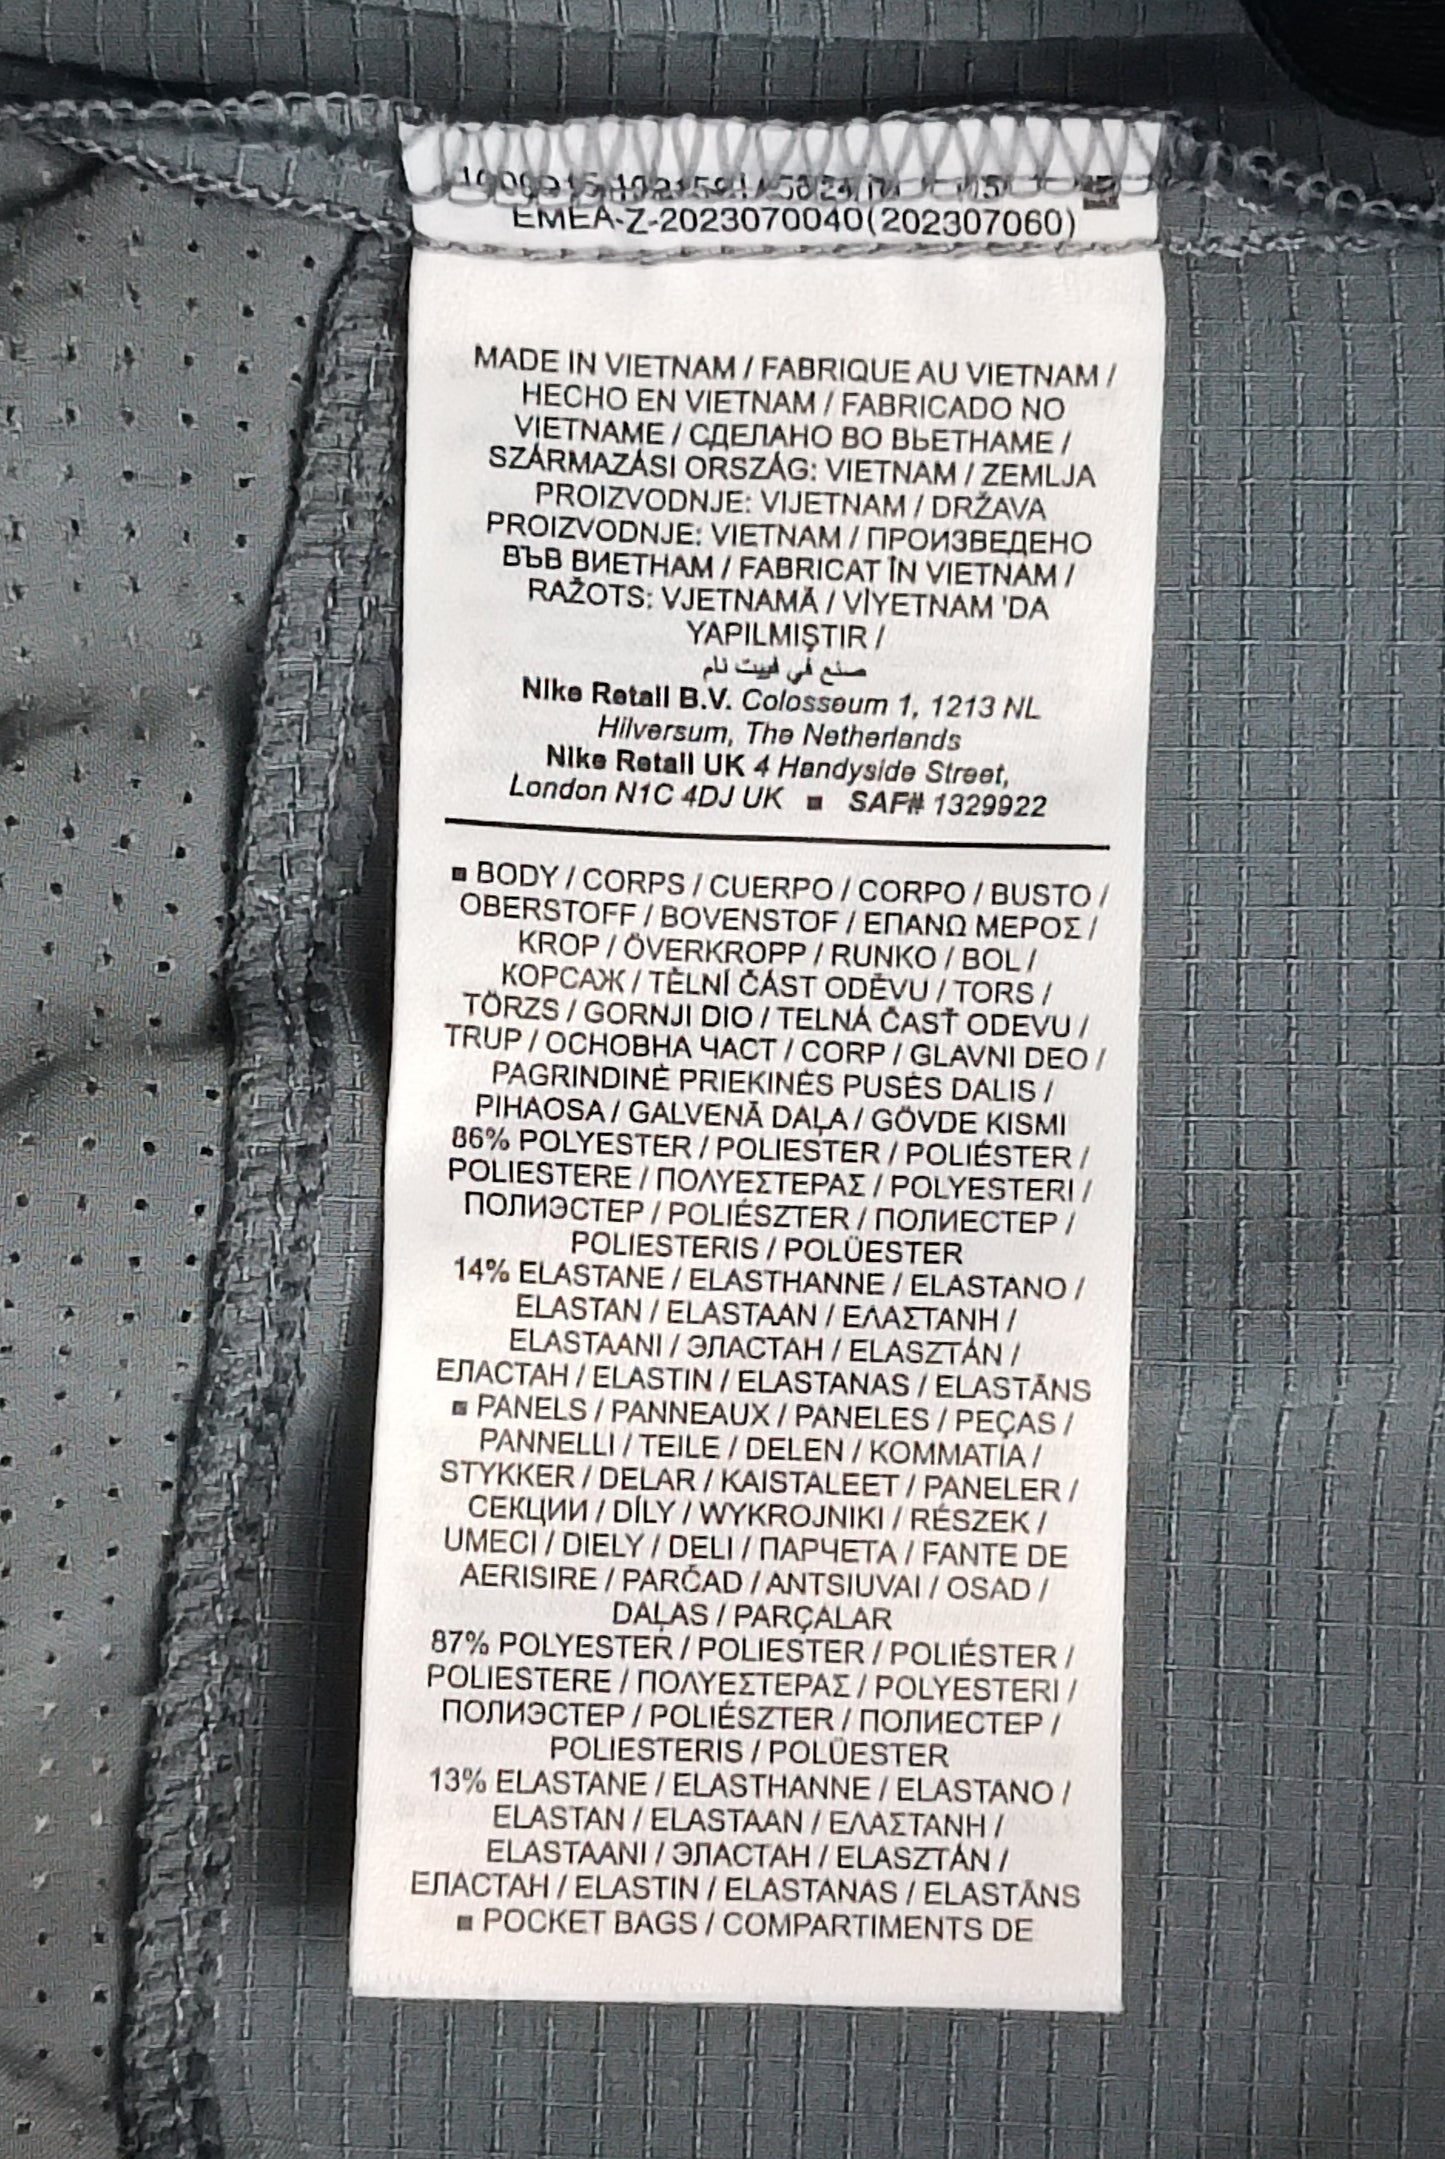 EMEA-Z-2023070040(202307060)
MADE IN VIETNAM / FABRIQUE AU VIETNAM /
HECHO EN VIETNAM / FABRICADO NO
VIETNAME / СДЕЛАНО ВО ВЬЕТНАМЕ /
SZÁRMAZÁSI ORSZÁG: VIETNAM / ZEMLJA
PROIZVODNJE: VIJETNAM / DRŽAVA
PROIZVODNJE: VIETNAM / ПРОИЗВЕДЕНО
ВЪВ ВИЕТНАМ / FABRICAT ÎN VIETNAM /
RAŽOTS: VJETNAMĀ / VİYETNAM 'DA
YAPILMIŞTIR /
صنع في فييت نام
Nike Retail B.V. Colosseum 1, 1213 NL
Hilversum, The Netherlands
Nike Retail UK 4 Handyside Street,
London N1C 4DJ UK ■ SAF# 1329922
■ BODY / CORPS / CUERPO / CORPO / BUSTO /
OBERSTOFF / BOVENSTOF / ΕΠΑΝΩ ΜΕΡΟΣ /
KROP / ÖVERKROPP / RUNKO / BOL /
КОРСАЖ / TĚLNÍ ČÁST ODĚVU / TORS /
TÖRZS / GORNJI DIO / TELNÁ ČASŤ ODEVU /
TRUP / ОСНОВНА ЧАСТ / CORP / GLAVNI DEO /
PAGRINDINĖ PRIEKINĖS PUSĖS DALIS /
PIHAOSA / GALVENĀ DAĻA / GÖVDE KISMI
86% POLYESTER / POLIESTER / POLIÉSTER /
POLIESTERE / ΠΟΛΥΕΣΤΕΡΑΣ / POLYESTERI /
ПОЛИЭСТЕР / POLIÉSZTER / ПОЛИЕСТЕР /
POLIESTERIS / POLÜESTER
14% ELASTANE / ELASTHANNE / ELASTANO /
ELASTAN / ELASTAAN / ΕΛΑΣΤΑΝΗ /
ELASTAANI / ЭЛАСТАН / ELASZTÁN /
ЕЛАСТАН / ELASTIN / ELASTANAS / ELASTĀNS
■ PANELS / PANNEAUX / PANELES / PEÇAS /
PANNELLI / TEILE / DELEN / KOMMATIA /
STYKKER / DELAR / KAISTALEET / PANELER /
СЕКЦИИ / DÍLY / WYKROJNIKI / RÉSZEK /
UMECI / DIELY / DELI / ПАРЧЕТА / FANTE DE
AERISIRE / PARČAD / ANTSIUVAI / OSAD /
DAĻAS / PARÇALAR
87% POLYESTER / POLIESTER / POLIÉSTER /
POLIESTERE / ΠΟΛΥΕΣΤΕΡΑΣ / POLYESTERI /
ПОЛИЭСТЕР / POLIÉSZTER / ПОЛИЕСТЕР /
POLIESTERIS / POLÜESTER
13% ELASTANE / ELASTHANNE / ELASTANO /
ELASTAN / ELASTAAN / ΕΛΑΣΤΑΝΗ /
ELASTAANI / ЭЛАСТАН / ELASZTÁN /
ЕЛАСТАН / ELASTIN / ELASTANAS / ELASTĀNS
■ POCKET BAGS / COMPARTIMENTS DE